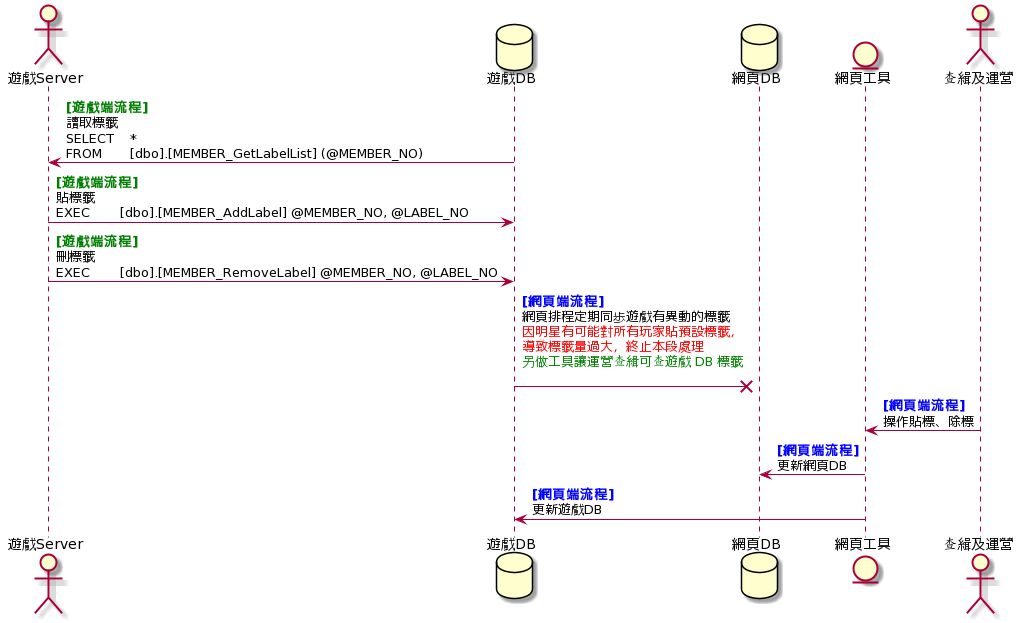 遊戲Server
遊戲DB
網頁DB
網頁工具
查緝及運營
[遊戲端流程]
讀取標籤
SELECT *
FROM [dbo].[MEMBER_GetLabelList] (@MEMBER_NO)
[遊戲端流程]
貼標籤
EXEC [dbo].[MEMBER_AddLabel] @MEMBER_NO, @LABEL_NO
[遊戲端流程]
刪標籤
EXEC [dbo].[MEMBER_RemoveLabel] @MEMBER_NO, @LABEL_NO
[網頁端流程]
網頁排程定期同步遊戲有異動的標籤
因明星有可能對所有玩家貼預設標籤,
導致標籤量過大，終止本段處理
另做工具讓運營查緝可查遊戲 DB 標籤
[網頁端流程]
操作貼標、除標
[網頁端流程]
更新網頁DB
[網頁端流程]
更新遊戲DB
遊戲Server
遊戲DB
網頁DB
網頁工具
查緝及運營